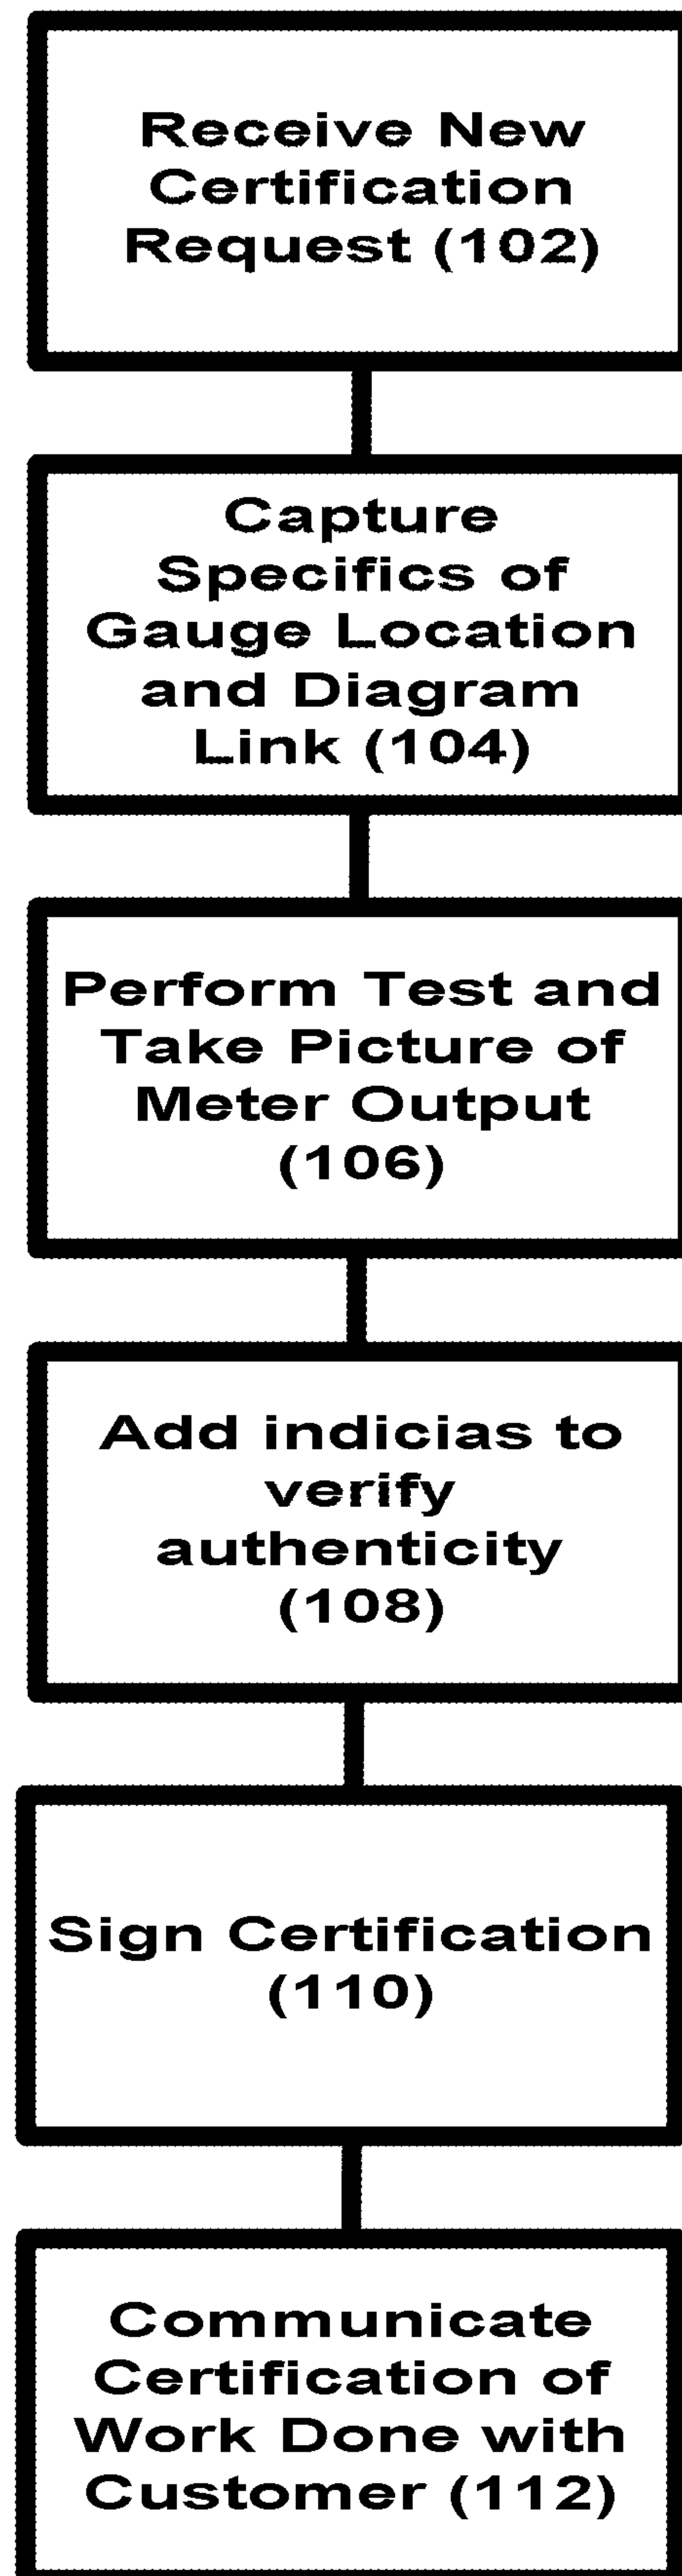 Receive New
Certification
Request (102)
Capture
Specifics of
Gauge Location
and Diagram
Link (104)
Perform Test and
Take Picture of
Meter Output
(106)
Add indicias to
verify
authenticity
(108)
Sign Certification
(110)
Communicate
Certification of
Work Done with
Customer (112)